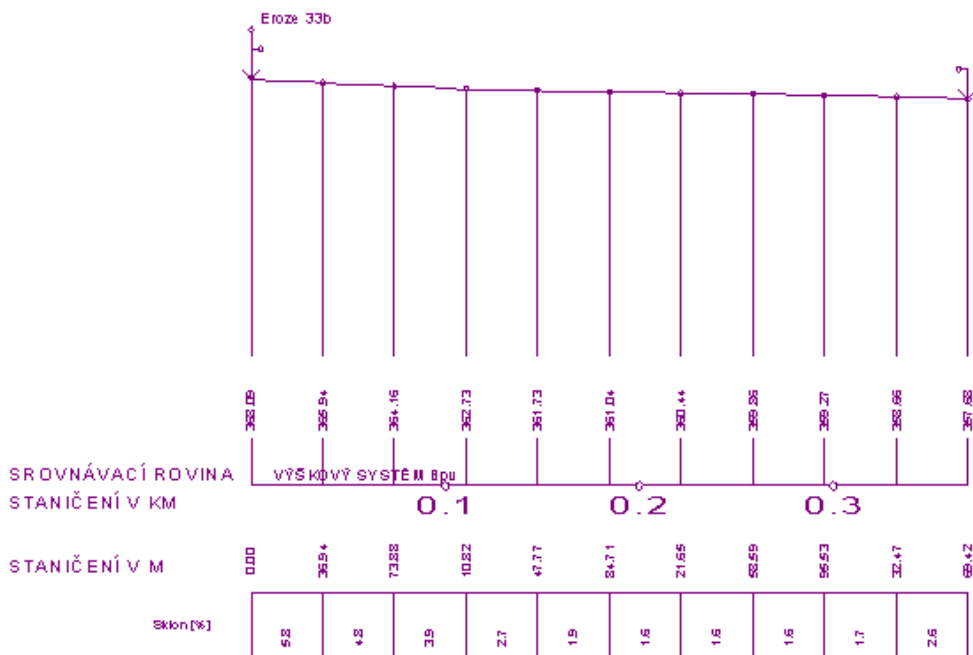 Eroze 33b
368.09 365.94 364.16 362.73 361.73 361.04 360.44 359.86 359.27 358.66 357.68
SROVNÁVACÍ ROVINA VÝŠKOVÝ SYSTÉM Bpv
STANIČENÍ V KM 0.1 0.2 0.3
STANIČENÍ V M 0.00 36.94 73.88 10.82 47.77 84.71 21.65 58.59 95.53 32.47 69.42
Sklon [%] 5.8 4.8 3.9 2.7 1.9 1.6 1.6 1.6 1.7 2.6